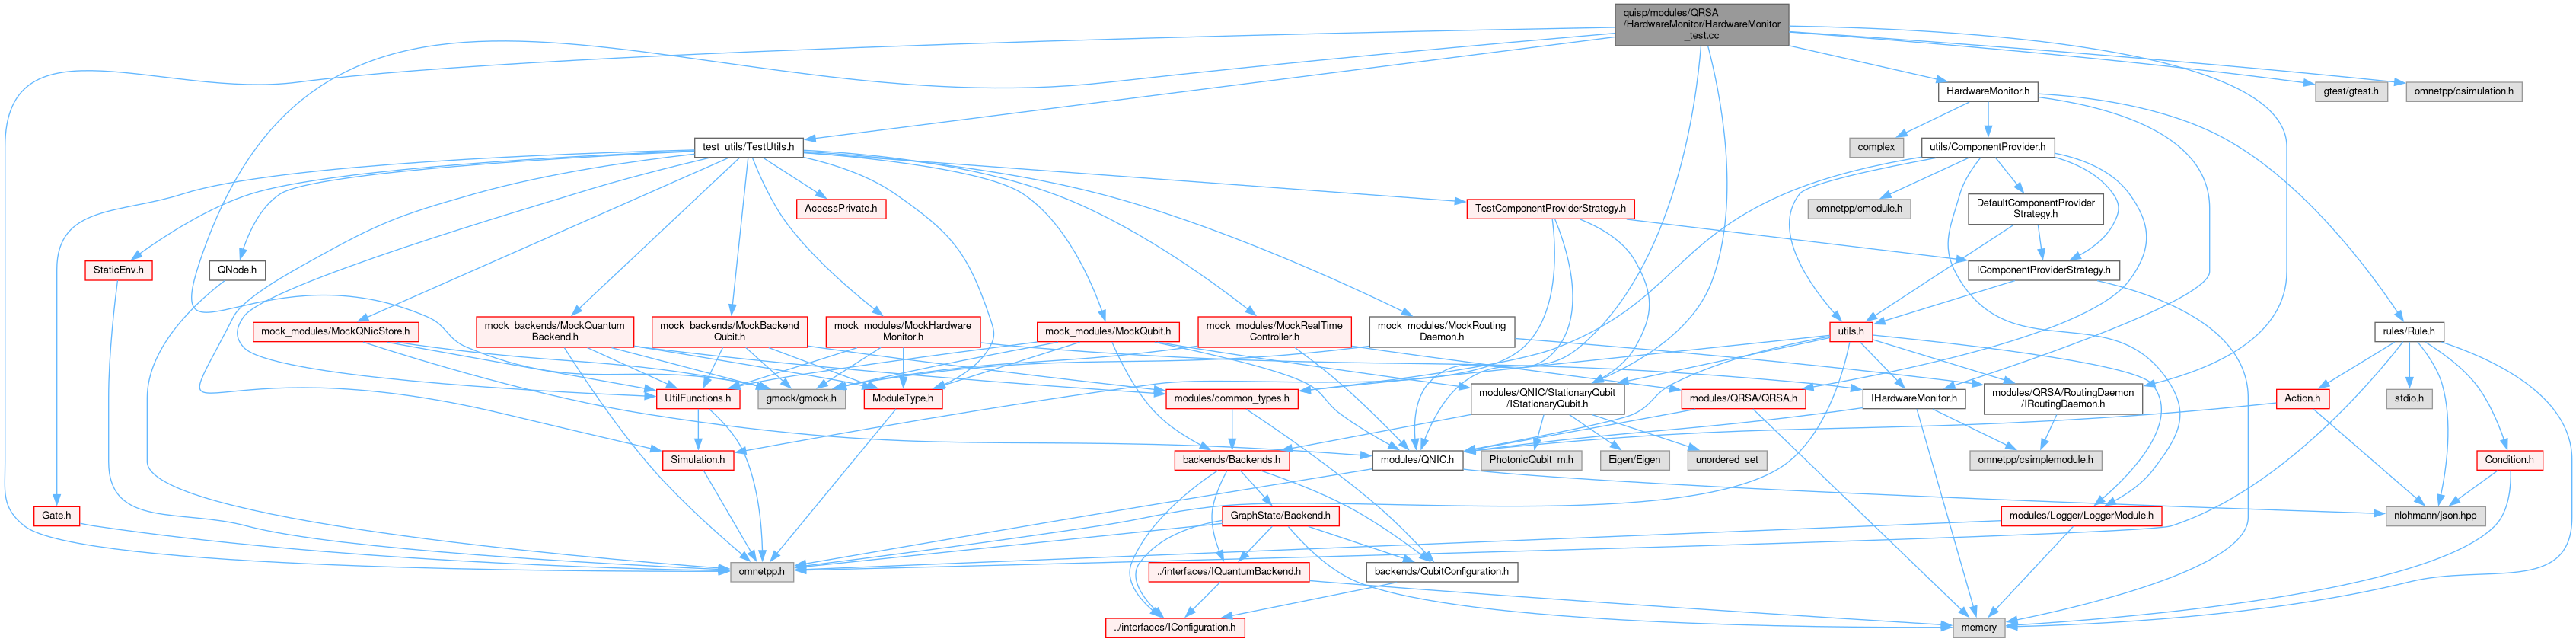 quisp/modules/QRSA
/HardwareMonitor/HardwareMonitor
_test.cc
HardwareMonitor.h
gtest/gtest.h
omnetpp/csimulation.h
test_utils/TestUtils.h
complex
utils/ComponentProvider.h
AccessPrivate.h
TestComponentProviderStrategy.h
omnetpp/cmodule.h
DefaultComponentProvider
Strategy.h
StaticEnv.h
QNode.h
IComponentProviderStrategy.h
mock_modules/MockQNicStore.h
mock_backends/MockQuantum
Backend.h
mock_backends/MockBackend
Qubit.h
mock_modules/MockHardware
Monitor.h
mock_modules/MockQubit.h
mock_modules/MockRealTime
Controller.h
mock_modules/MockRouting
Daemon.h
utils.h
rules/Rule.h
UtilFunctions.h
gmock/gmock.h
ModuleType.h
modules/common_types.h
modules/QNIC/StationaryQubit
/IStationaryQubit.h
modules/QRSA/QRSA.h
IHardwareMonitor.h
modules/QRSA/RoutingDaemon
/IRoutingDaemon.h
Action.h
stdio.h
Simulation.h
backends/Backends.h
modules/QNIC.h
PhotonicQubit_m.h
Eigen/Eigen
unordered_set
omnetpp/csimplemodule.h
Condition.h
Gate.h
GraphState/Backend.h
modules/Logger/LoggerModule.h
nlohmann/json.hpp
omnetpp.h
../interfaces/IQuantumBackend.h
backends/QubitConfiguration.h
../interfaces/IConfiguration.h
memory